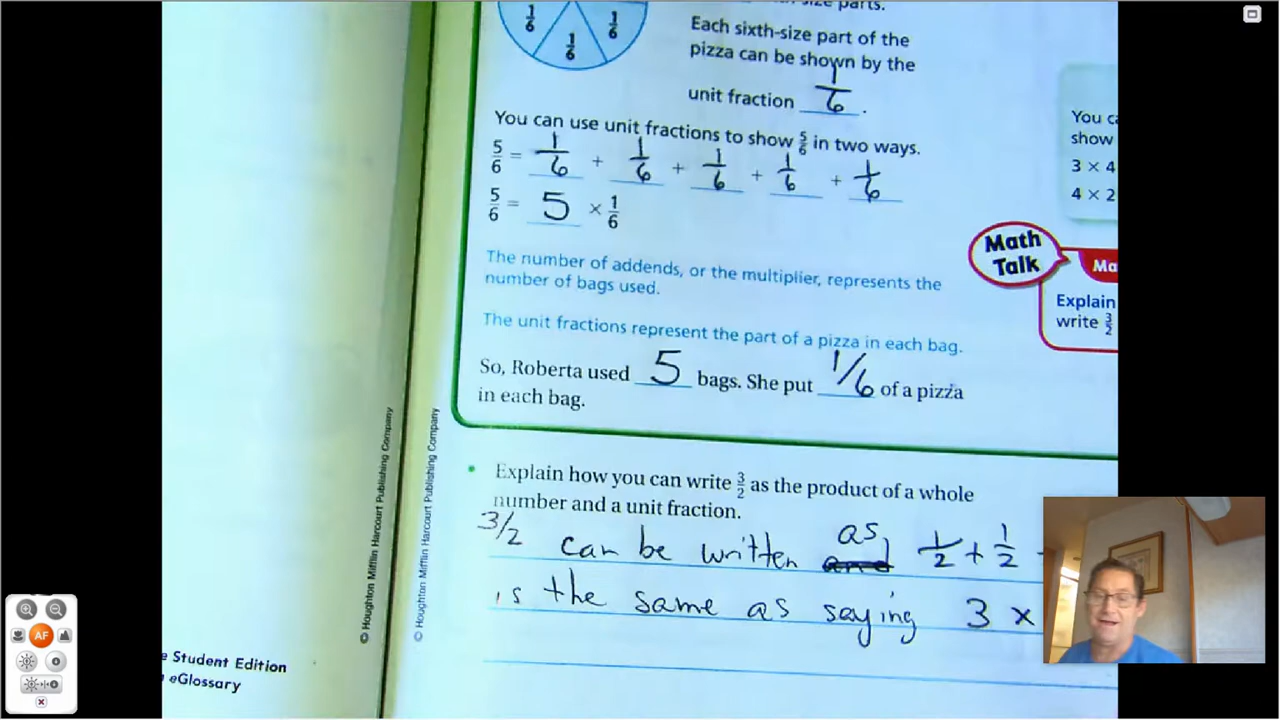 1/6
1/6
1/6
size parts.
Each sixth-size part of the
pizza can be shown by the
unit fraction 1/6.
You can use unit fractions to show 5/6 in two ways.
5/6 = 1/6 + 1/6 + 1/6 + 1/6 + 1/6
5/6 = 5 × 1/6
The number of addends, or the multiplier, represents the
number of bags used.
The unit fractions represent the part of a pizza in each bag.
So, Roberta used 5 bags. She put 1/6 of a pizza
in each bag.
• Explain how you can write 3/2 as the product of a whole
number and a unit fraction.
3/2 can be written as 1/2 + 1/2
is the same as saying 3 ×
You
show
3 × 4
4 × 2
Math
Talk
Ma
Explain
write 3/2
© Houghton Mifflin Harcourt Publishing Company
© Houghton Mifflin Harcourt Publishing Company
Student Edition
eGlossary
AF